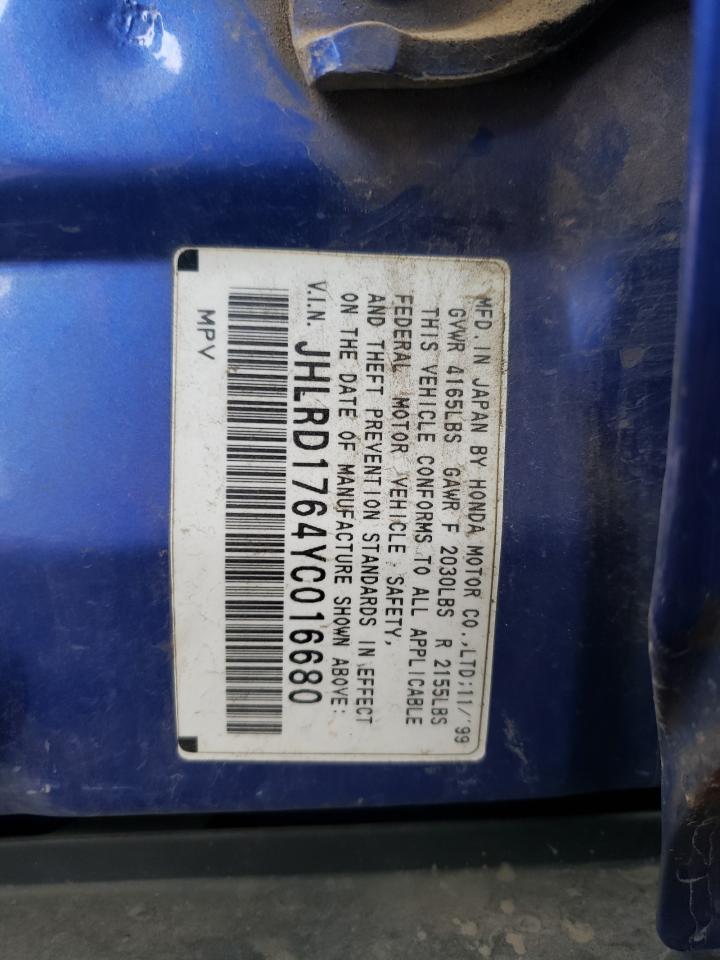 MFD. IN JAPAN BY HONDA MOTOR CO.,LTD;11/'99
GVWR 4165LBS GAWR F 2030LBS R 2155LBS
THIS VEHICLE CONFORMS TO ALL APPLICABLE
FEDERAL MOTOR VEHICLE SAFETY,
AND THEFT PREVENTION STANDARDS IN EFFECT
ON THE DATE OF MANUFACTURE SHOWN ABOVE:
V.I.N. JHLRD1764YC016680
MPV